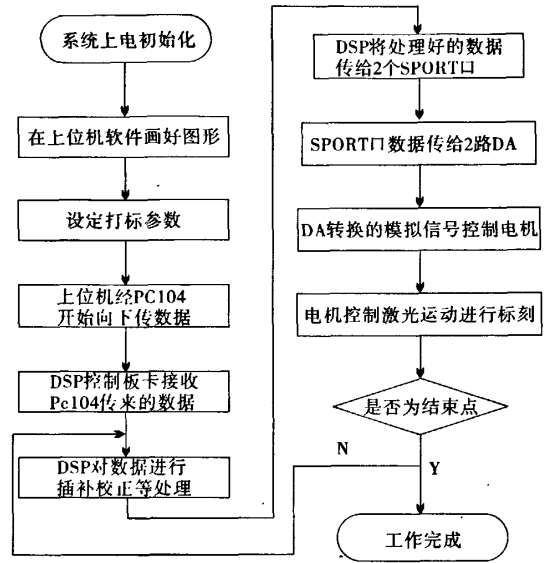 系统上电初始化
在上位机软件画好图形
设定打标参数
上位机经PC104
开始向下传数据
DSP控制板卡接收
Pc104传来的数据
DSP对数据进行
插补校正等处理
DSP将处理好的数据
传给2个SPORT口
SPORT口数据传给2路DA
DA转换的模拟信号控制电机
电机控制激光运动进行标刻
是否为结束点
N
Y
工作完成